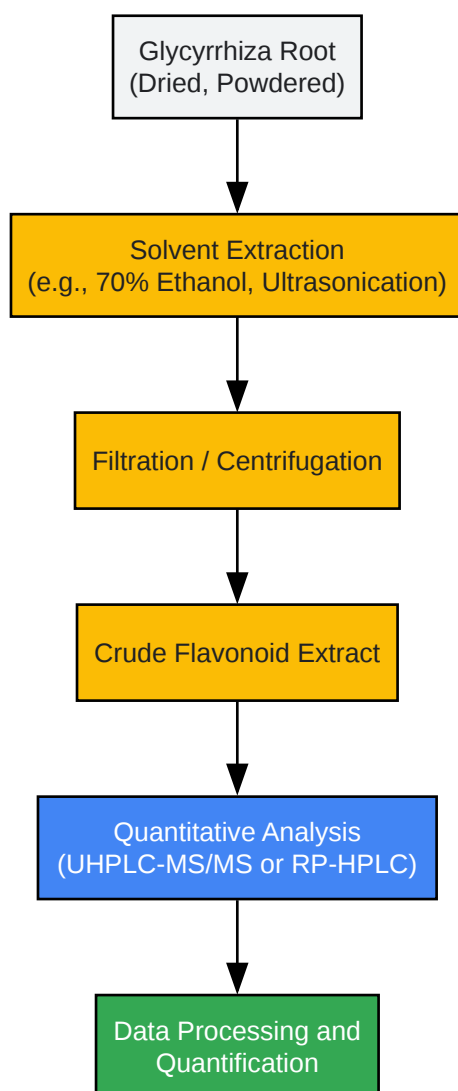 Glycyrrhiza Root
(Dried, Powdered)
Solvent Extraction
(e.g., 70% Ethanol, Ultrasonication)
Filtration / Centrifugation
Crude Flavonoid Extract
Quantitative Analysis
(UHPLC-MS/MS or RP-HPLC)
Data Processing and
Quantification